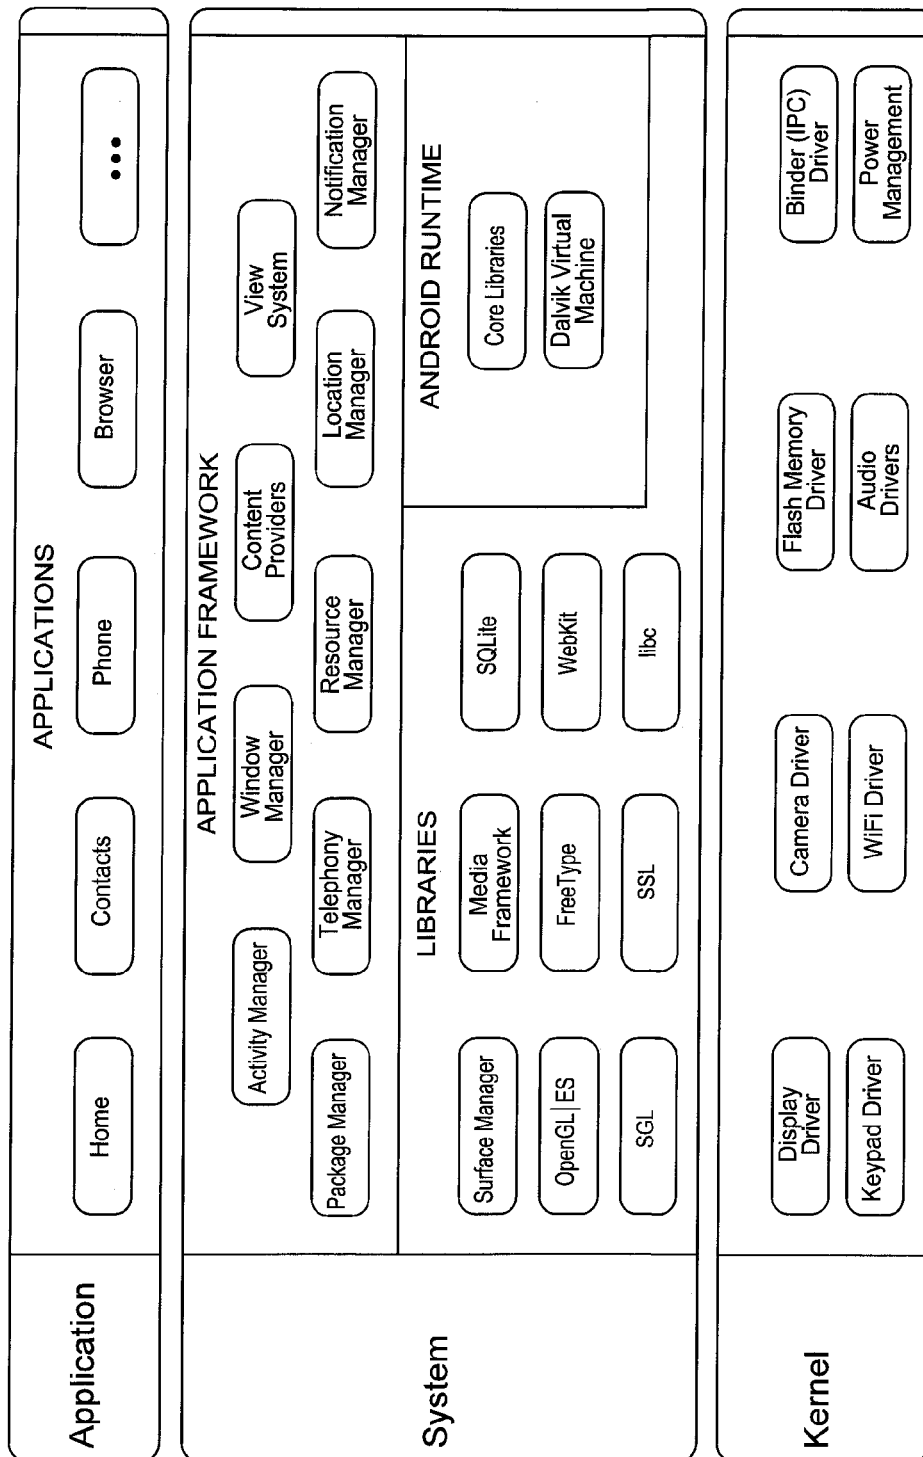 Application
APPLICATIONS
Home
Contacts
Phone
Browser
•••
System
APPLICATION FRAMEWORK
Activity Manager
Window
Manager
Content
Providers
View
System
Package Manager
Telephony
Manager
Resource
Manager
Location
Manager
Notification
Manager
LIBRARIES
Surface Manager
Media
Framework
SQLite
OpenGL|ES
FreeType
WebKit
SGL
SSL
libc
ANDROID RUNTIME
Core Libraries
Dalvik Virtual
Machine
Kernel
Display
Driver
Camera Driver
Flash Memory
Driver
Binder (IPC)
Driver
Keypad Driver
WiFi Driver
Audio
Drivers
Power
Management